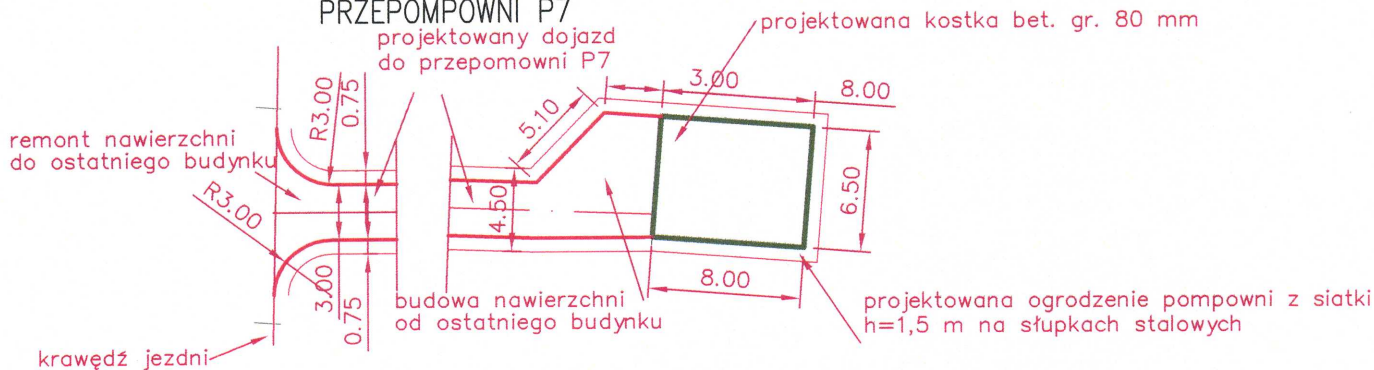 PRZEPOMPOWNI P7
projektowany dojazd
do przepomowni P7
projektowana kostka bet. gr. 80 mm
3.00
8.00
5.10
R3.00
0.75
remont nawierzchni
do ostatniego budynku
R3.00
4.50
6.50
3.00
0.75
budowa nawierzchni
od ostatniego budynku
8.00
projektowana ogrodzenie pompowni z siatki
h=1,5 m na słupkach stalowych
krawędź jezdni